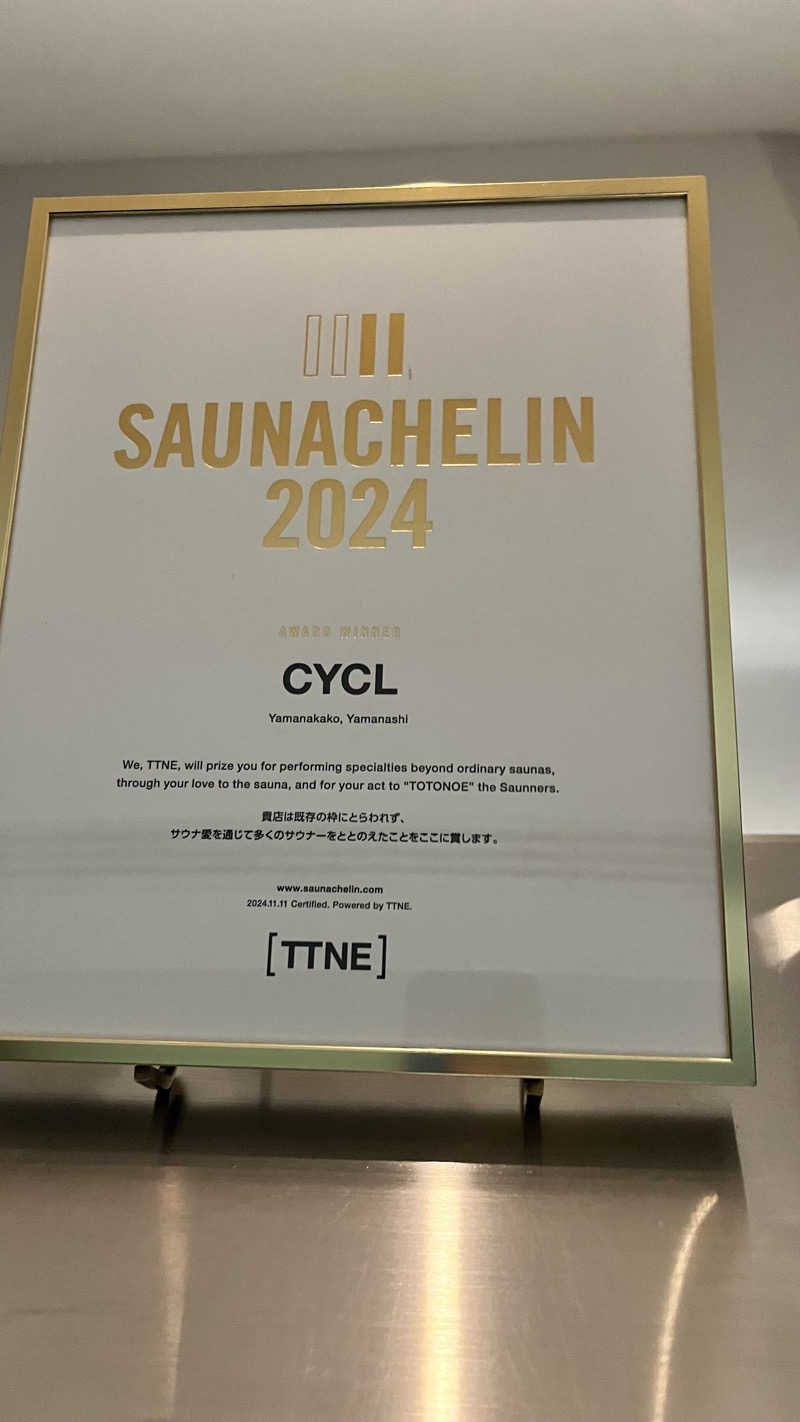 SAUNACHELIN
2024
AWARD WINNER
CYCL
Yamanakako, Yamanashi
We, TTNE, will prize you for performing specialties beyond ordinary saunas,
through your love to the sauna, and for your act to "TOTONOE" the Saunners.
貴店は既存の枠にとらわれず、
サウナ愛を通じて多くのサウナーをととのえたことをここに賞します。
www.saunachelin.com
2024.11.11 Certified. Powered by TTNE.
[TTNE]